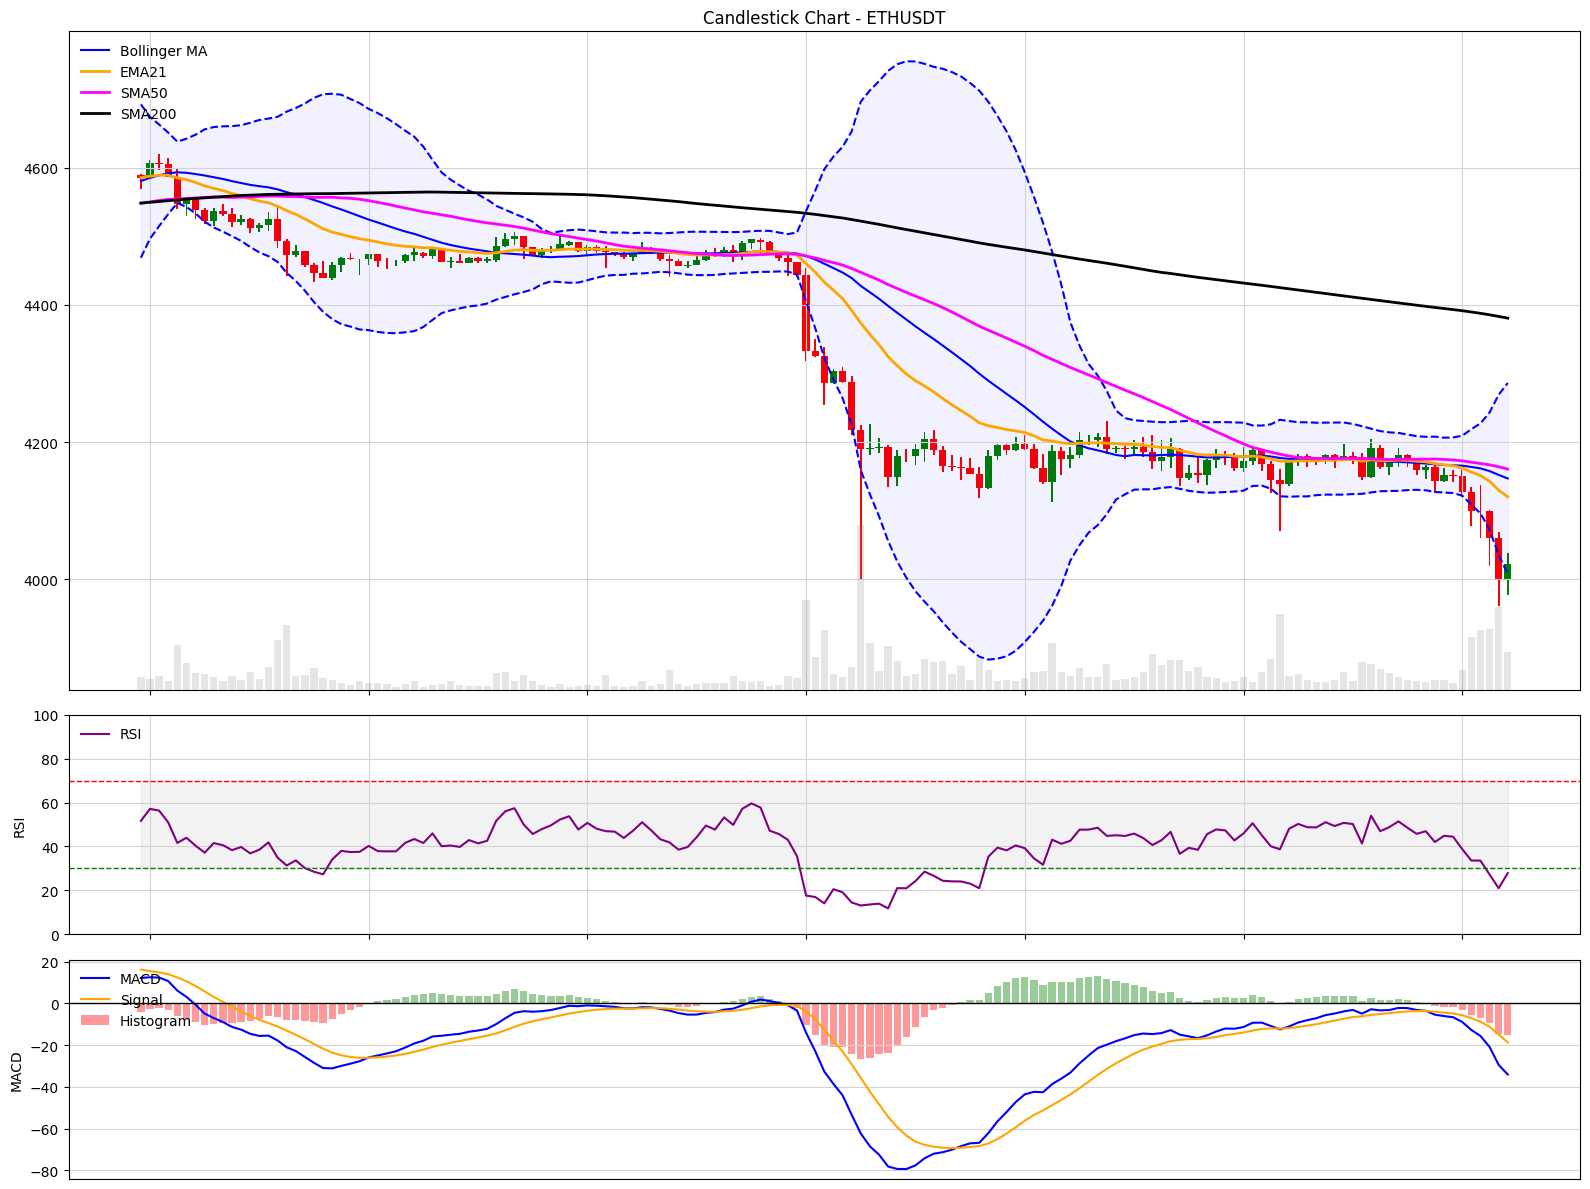 Candlestick Chart - ETHUSDT
Bollinger MA
EMA21
SMA50
SMA200
4600
4400
4200
4000
RSI
100
80
60
40
20
0
RSI
MACD
Signal
Histogram
20
0
−20
−40
−60
−80
MACD